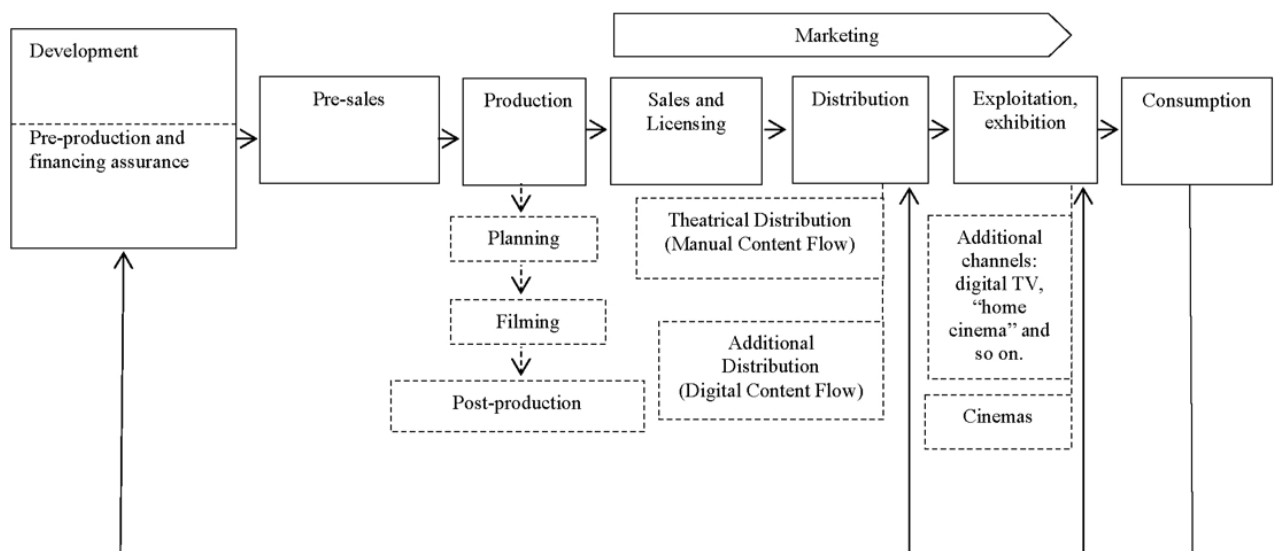 Marketing
Development
Pre-production and
financing assurance
Pre-sales
Production
Sales and
Licensing
Distribution
Exploitation,
exhibition
Consumption
Planning
Filming
Post-production
Theatrical Distribution
(Manual Content Flow)
Additional
Distribution
(Digital Content Flow)
Additional
channels:
digital TV,
“home
cinema” and
so on.
Cinemas